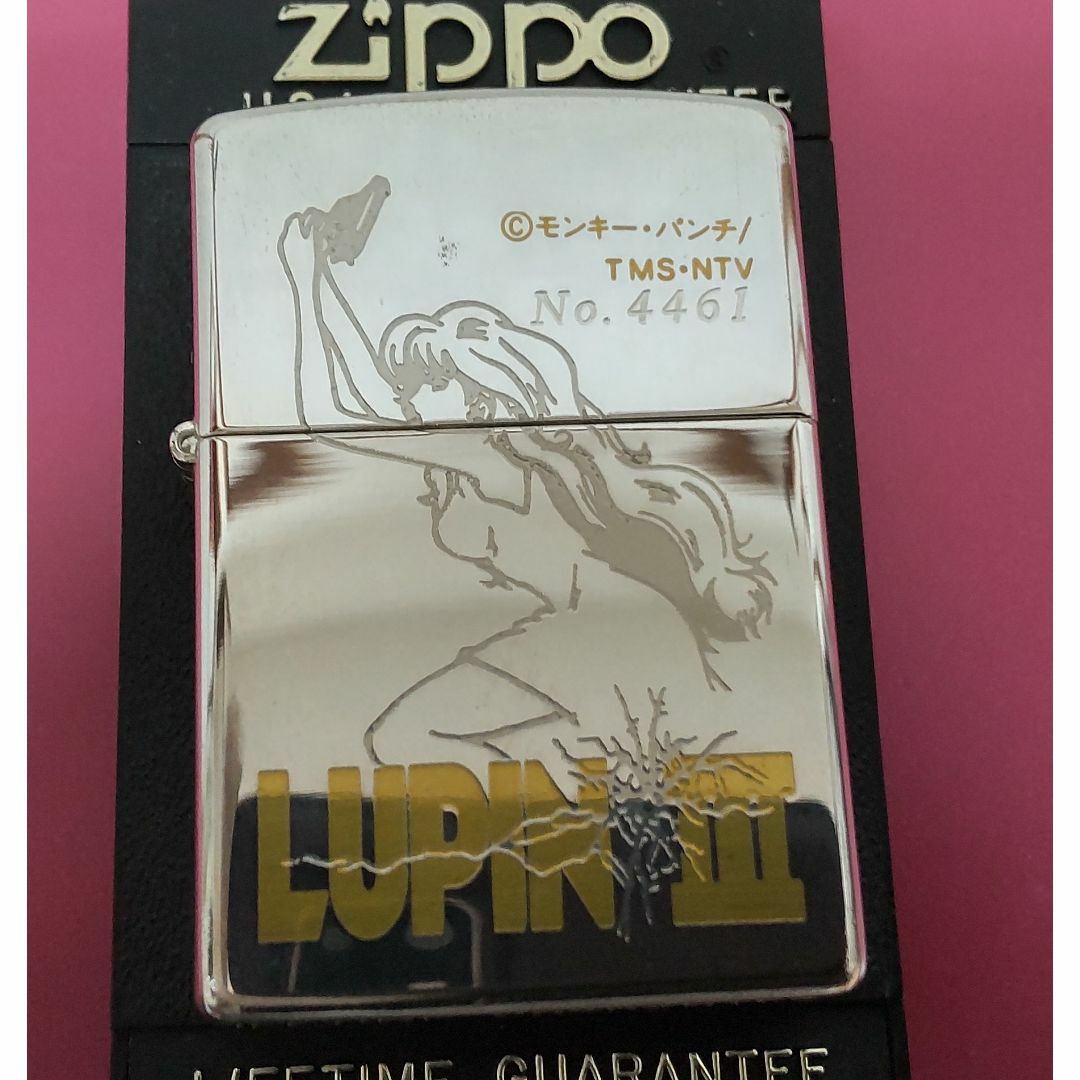 zippo
©モンキー・パンチ/
TMS・NTV
No. 4461
LUPIN III
LIFETIME GUARANTEE